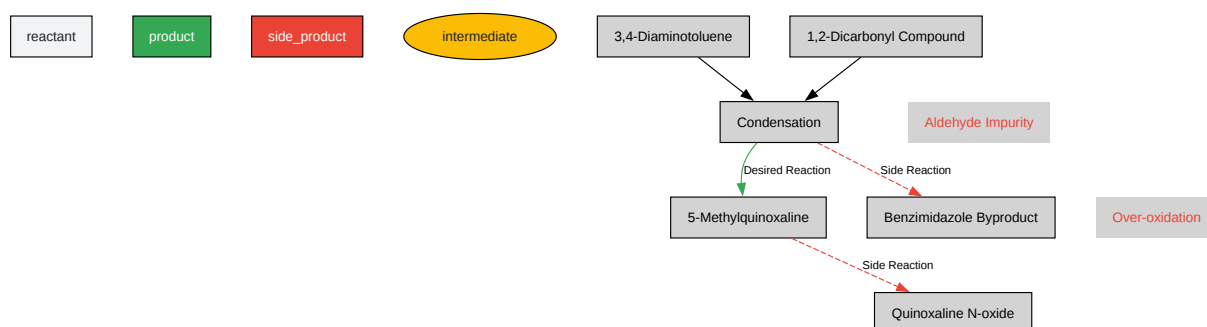 reactant
product
side_product
intermediate
3,4-Diaminotoluene
1,2-Dicarbonyl Compound
Condensation
Aldehyde Impurity
Desired Reaction
Side Reaction
5-Methylquinoxaline
Benzimidazole Byproduct
Over-oxidation
Side Reaction
Quinoxaline N-oxide